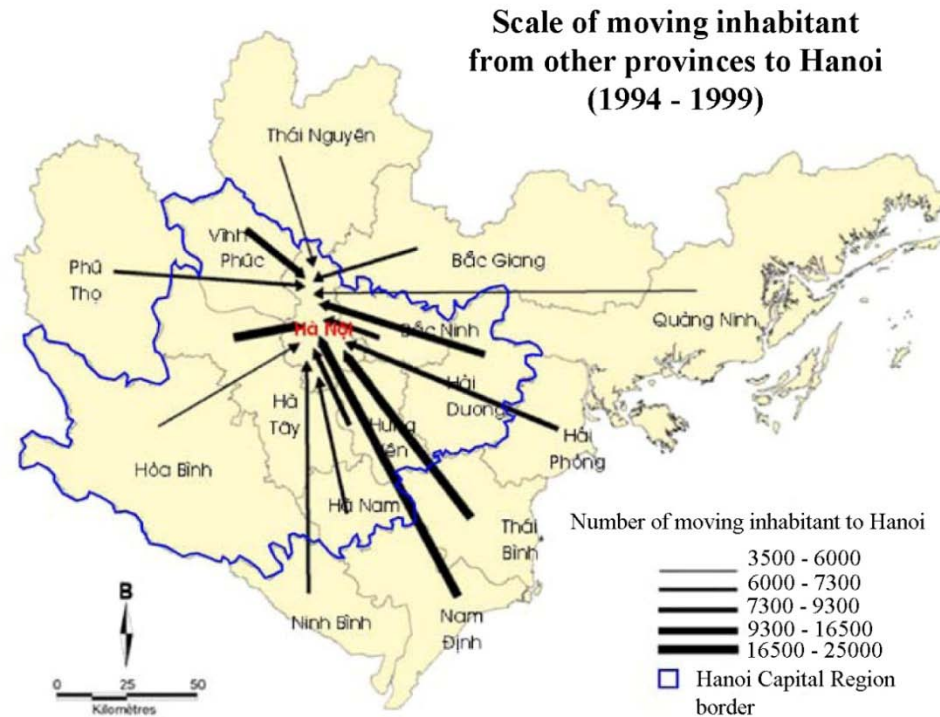 Scale of moving inhabitant
from other provinces to Hanoi
(1994 - 1999)
Thái Nguyên
Vĩnh
Phúc
Bắc Giang
Phú
Thọ
Quảng Ninh
Hà Nội
Bắc Ninh
Hải
Dương
Hà
Tây
Hưng
Yên
Hải
Phòng
Hòa Bình
Hà Nam
Thái
Bình
Ninh Bình
Nam
Định
Number of moving inhabitant to Hanoi
3500 - 6000
6000 - 7300
7300 - 9300
9300 - 16500
16500 - 25000
Hanoi Capital Region
border
B
0 25 50
Kilomètres